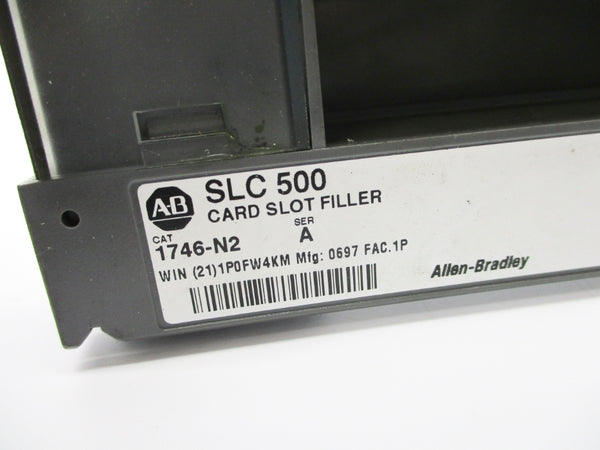 AB
SLC 500
CARD SLOT FILLER
CAT SER
1746-N2 A
WIN (21)1P0FW4KM Mfg: 0697 FAC.1P
Allen-Bradley